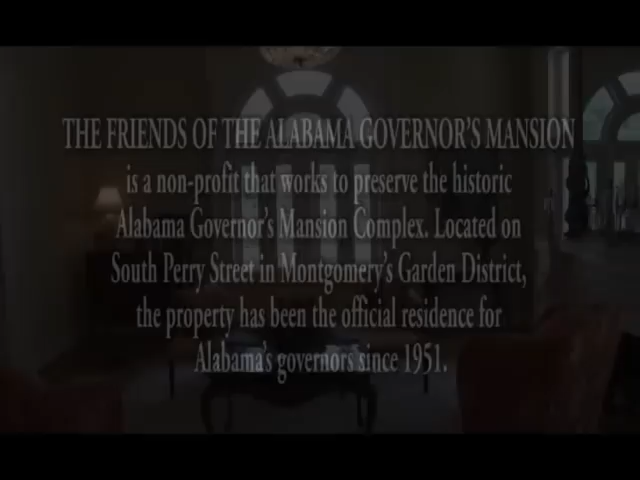 THE FRIENDS OF THE ALABAMA GOVERNOR'S MANSION
is a non-profit that works to preserve the historic
Alabama Governor's Mansion Complex. Located on
South Perry Street in Montgomery's Garden District,
the property has been the official residence for
Alabama's governors since 1951.